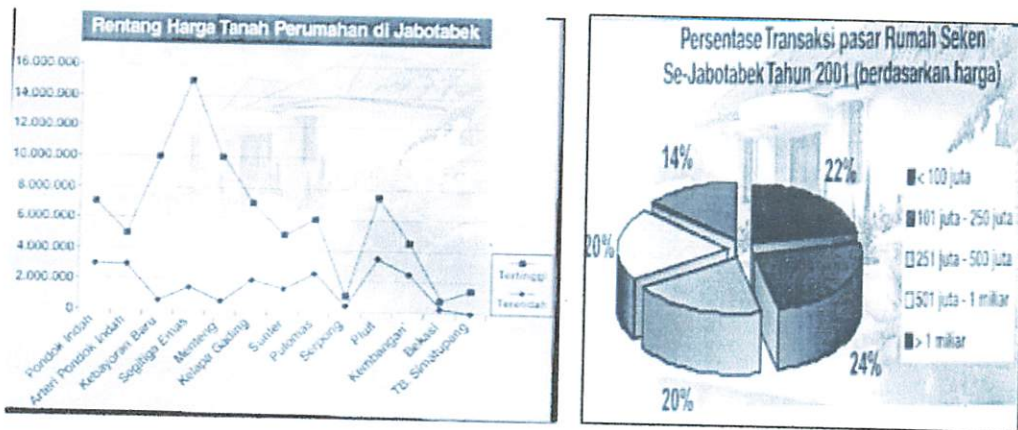 Rentang Harga Tanah Perumahan di Jabotabek
16.000.000
14.000.000
12.000.000
10.000.000
8.000.000
6.000.000
4.000.000
2.000.000
0
Pondok Indah
Arteri Pondok Indah
Kebayoran Baru
Segitiga Emas
Menteng
Kelapa Gading
Sunter
Pulomas
Serpong
Pluit
Kembangan
Bekasi
TB. Simatupang
Tertinggi
Terendah
Persentase Transaksi pasar Rumah Seken
Se-Jabotabek Tahun 2001 (berdasarkan harga)
14%
22%
20%
20%
24%
< 100 juta
101 juta - 250 juta
251 juta - 500 juta
501 juta - 1 miliar
> 1 miliar